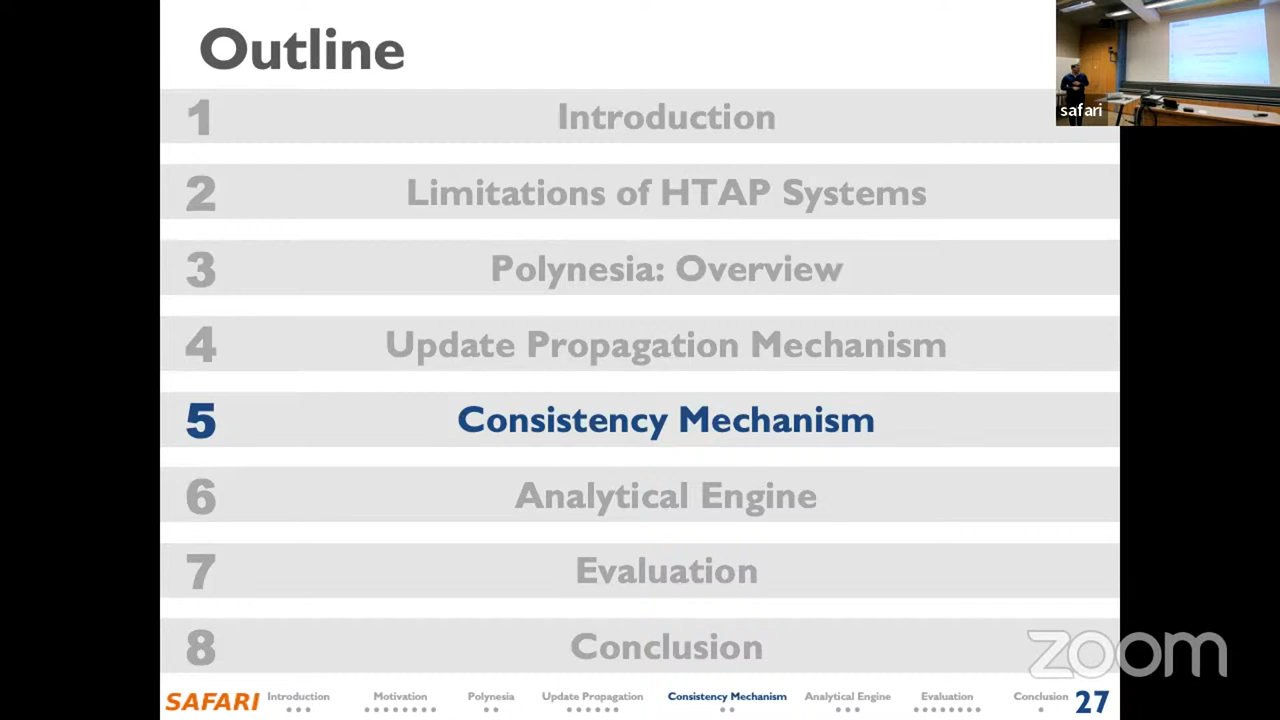 Outline
safari
1 Introduction
2 Limitations of HTAP Systems
3 Polynesia: Overview
4 Update Propagation Mechanism
5 Consistency Mechanism
6 Analytical Engine
7 Evaluation
8 Conclusion
zoom
SAFARI Introduction Motivation Polynesia Update Propagation Consistency Mechanism Analytical Engine Evaluation Conclusion 27